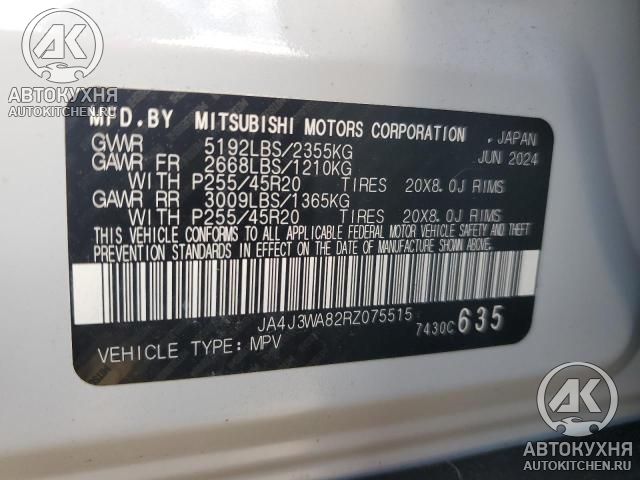 AK
АВТОКУХНЯ
AUTOKITCHEN.RU
MFD.BY MITSUBISHI MOTORS CORPORATION , JAPAN
GVWR 5192LBS/2355KG JUN 2024
GAWR FR 2668LBS/1210KG
WITH P255/45R20 TIRES 20X8.0J RIMS
GAWR RR 3009LBS/1365KG
WITH P255/45R20 TIRES 20X8.0J RIMS
THIS VEHICLE CONFORMS TO ALL APPLICABLE FEDERAL MOTOR VEHICLE SAFETY AND THEFT
PREVENTION STANDARDS IN EFFECT ON THE DATE OF MANUFACTURE SHOWN ABOVE.
JA4J3WA82RZ075515 7430C 635
VEHICLE TYPE: MPV
AK
АВТОКУХНЯ
AUTOKITCHEN.RU